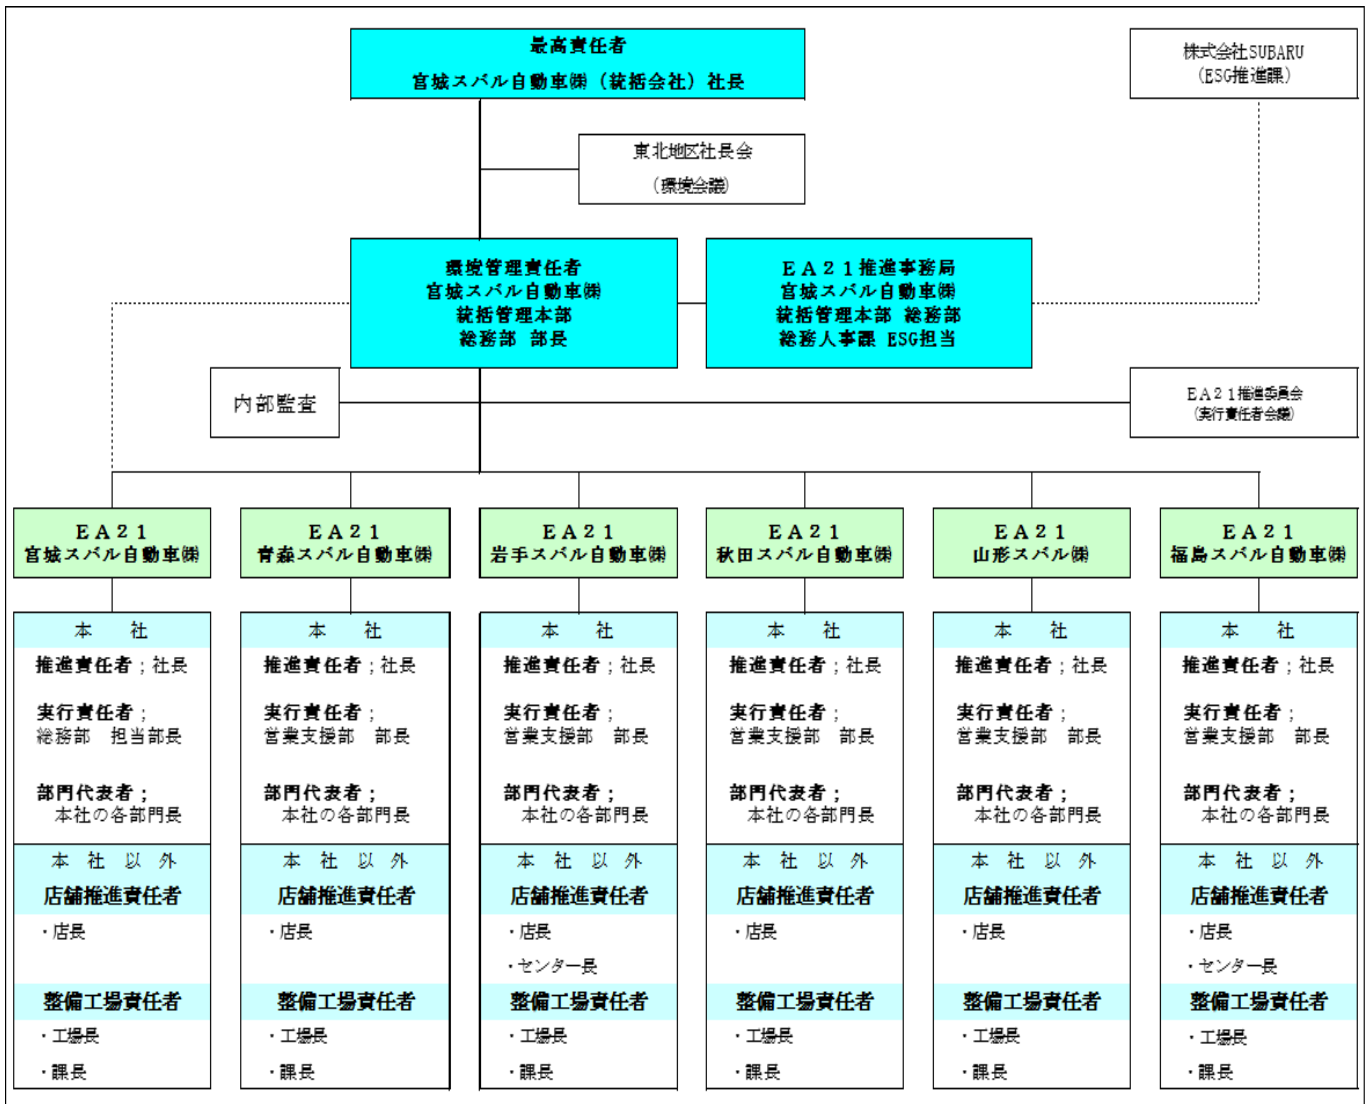 最高責任者
宮城スバル自動車㈱（統括会社）社長
株式会社SUBARU
（ESG推進課）
東北地区社長会
（環境会議）
環境管理責任者
宮城スバル自動車㈱
統括管理本部
総務部 部長
ＥＡ２１推進事務局
宮城スバル自動車㈱
統括管理本部 総務部
総務人事課 ESG担当
内部監査
ＥＡ２１推進委員会
（実行責任者会議）
ＥＡ２１
宮城スバル自動車㈱
ＥＡ２１
青森スバル自動車㈱
ＥＡ２１
岩手スバル自動車㈱
ＥＡ２１
秋田スバル自動車㈱
ＥＡ２１
山形スバル㈱
ＥＡ２１
福島スバル自動車㈱
本　社
推進責任者；社長
実行責任者；
総務部　担当部長
部門代表者；
本社の各部門長
本 社 以 外
店舗推進責任者
・店長
整備工場責任者
・工場長
・課長
本　社
推進責任者；社長
実行責任者；
営業支援部　部長
部門代表者；
本社の各部門長
本 社 以 外
店舗推進責任者
・店長
整備工場責任者
・工場長
・課長
本　社
推進責任者；社長
実行責任者；
営業支援部　部長
部門代表者；
本社の各部門長
本 社 以 外
店舗推進責任者
・店長
・センター長
整備工場責任者
・工場長
・課長
本　社
推進責任者；社長
実行責任者；
営業支援部　部長
部門代表者；
本社の各部門長
本 社 以 外
店舗推進責任者
・店長
整備工場責任者
・工場長
・課長
本　社
推進責任者；社長
実行責任者；
営業支援部　部長
部門代表者；
本社の各部門長
本 社 以 外
店舗推進責任者
・店長
整備工場責任者
・工場長
・課長
本　社
推進責任者；社長
実行責任者；
営業支援部　部長
部門代表者；
本社の各部門長
本 社 以 外
店舗推進責任者
・店長
・センター長
整備工場責任者
・工場長
・課長